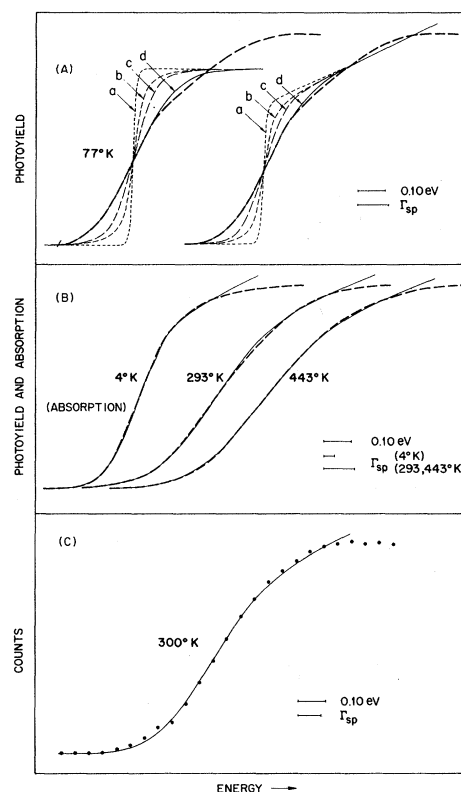 (A)
a
b
c
d
a
b
c
d
77°K
0.10 eV
Γsp
PHOTOYIELD
(B)
4°K
(ABSORPTION)
293°K
443°K
0.10 eV
Γsp (4°K)
(293,443°K)
PHOTOYIELD AND ABSORPTION
(C)
300°K
0.10 eV
Γsp
COUNTS
ENERGY →